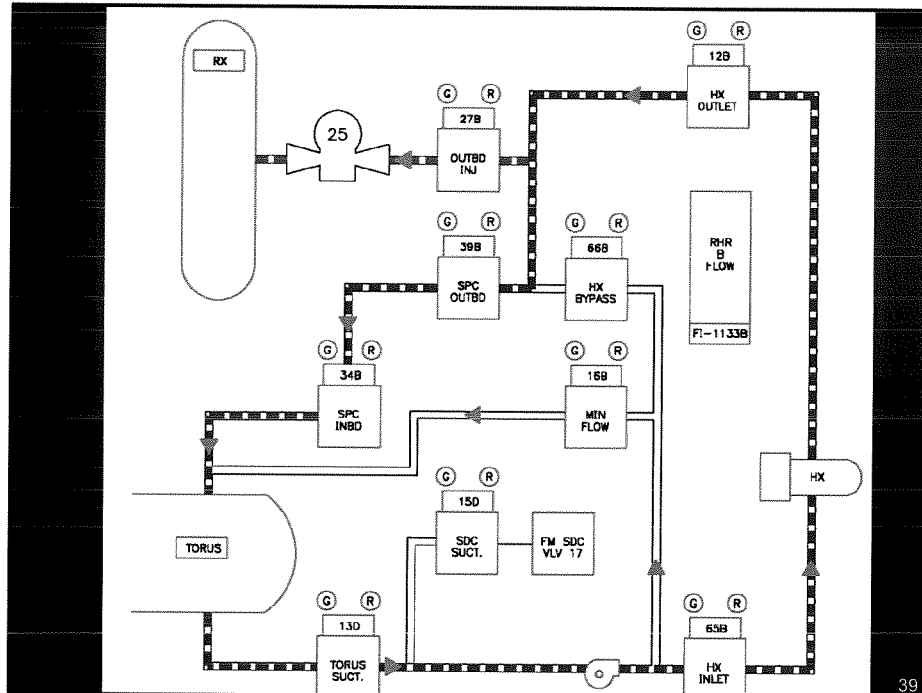 G R
12B
HX
OUTLET
RX
G R
27B
OUTBD
INJ
25
G R
39B
SPC
OUTBD
G R
66B
HX
BYPASS
RHR
B
FLOW
FI-1133B
G R
34B
SPC
INBD
G R
16B
MIN
FLOW
HX
G R
15D
SDC
SUCT.
FM SDC
VLV 17
TORUS
G R
13D
TORUS
SUCT.
G R
65B
HX
INLET
39